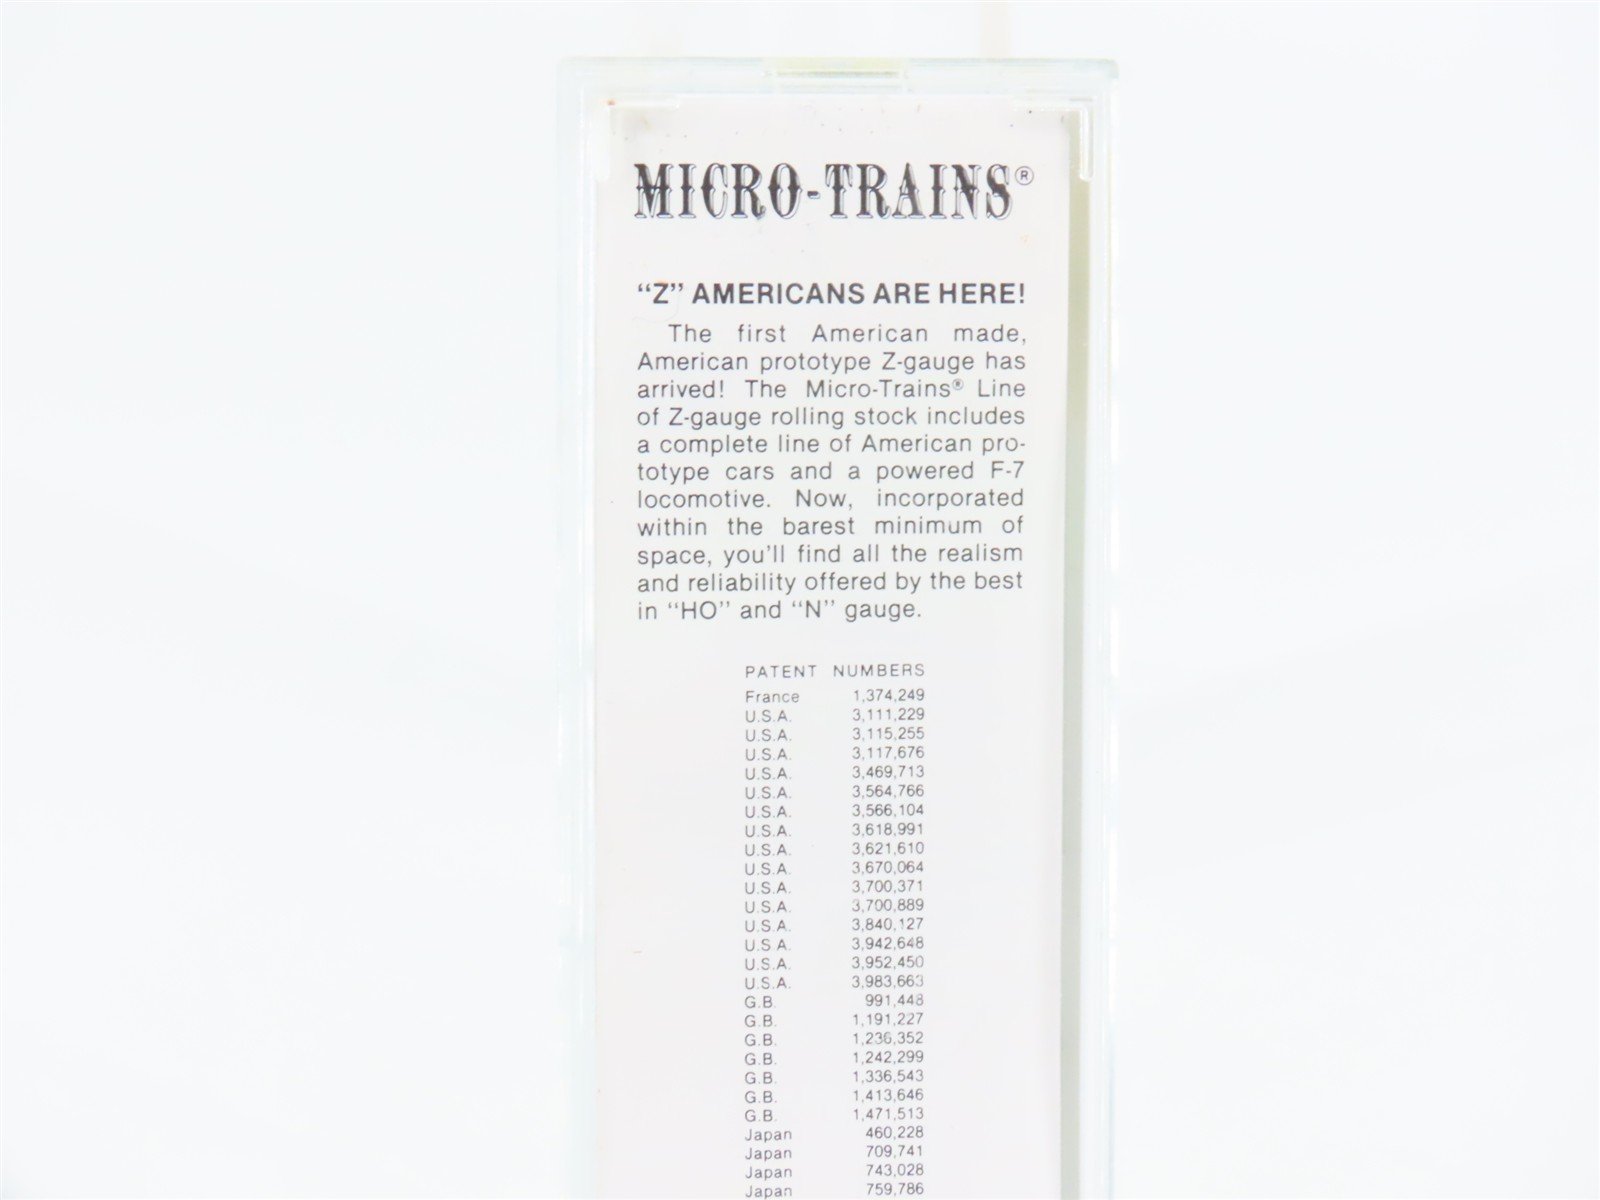 MICRO-TRAINS®
"Z" AMERICANS ARE HERE!
The first American made,
American prototype Z-gauge has
arrived! The Micro-Trains® Line
of Z-gauge rolling stock includes
a complete line of American pro-
totype cars and a powered F-7
locomotive. Now, incorporated
within the barest minimum of
space, you'll find all the realism
and reliability offered by the best
in "HO" and "N" gauge.
PATENT NUMBERS
France 1,374,249
U.S.A. 3,111,229
U.S.A. 3,115,255
U.S.A. 3,117,676
U.S.A. 3,469,713
U.S.A. 3,564,766
U.S.A. 3,566,104
U.S.A. 3,618,991
U.S.A. 3,621,610
U.S.A. 3,670,064
U.S.A. 3,700,371
U.S.A. 3,700,889
U.S.A. 3,840,127
U.S.A. 3,942,648
U.S.A. 3,952,450
U.S.A. 3,983,663
G.B. 991,448
G.B. 1,191,227
G.B. 1,236,352
G.B. 1,242,299
G.B. 1,336,543
G.B. 1,413,646
G.B. 1,471,513
Japan 460,228
Japan 709,741
Japan 743,028
Japan 759,786